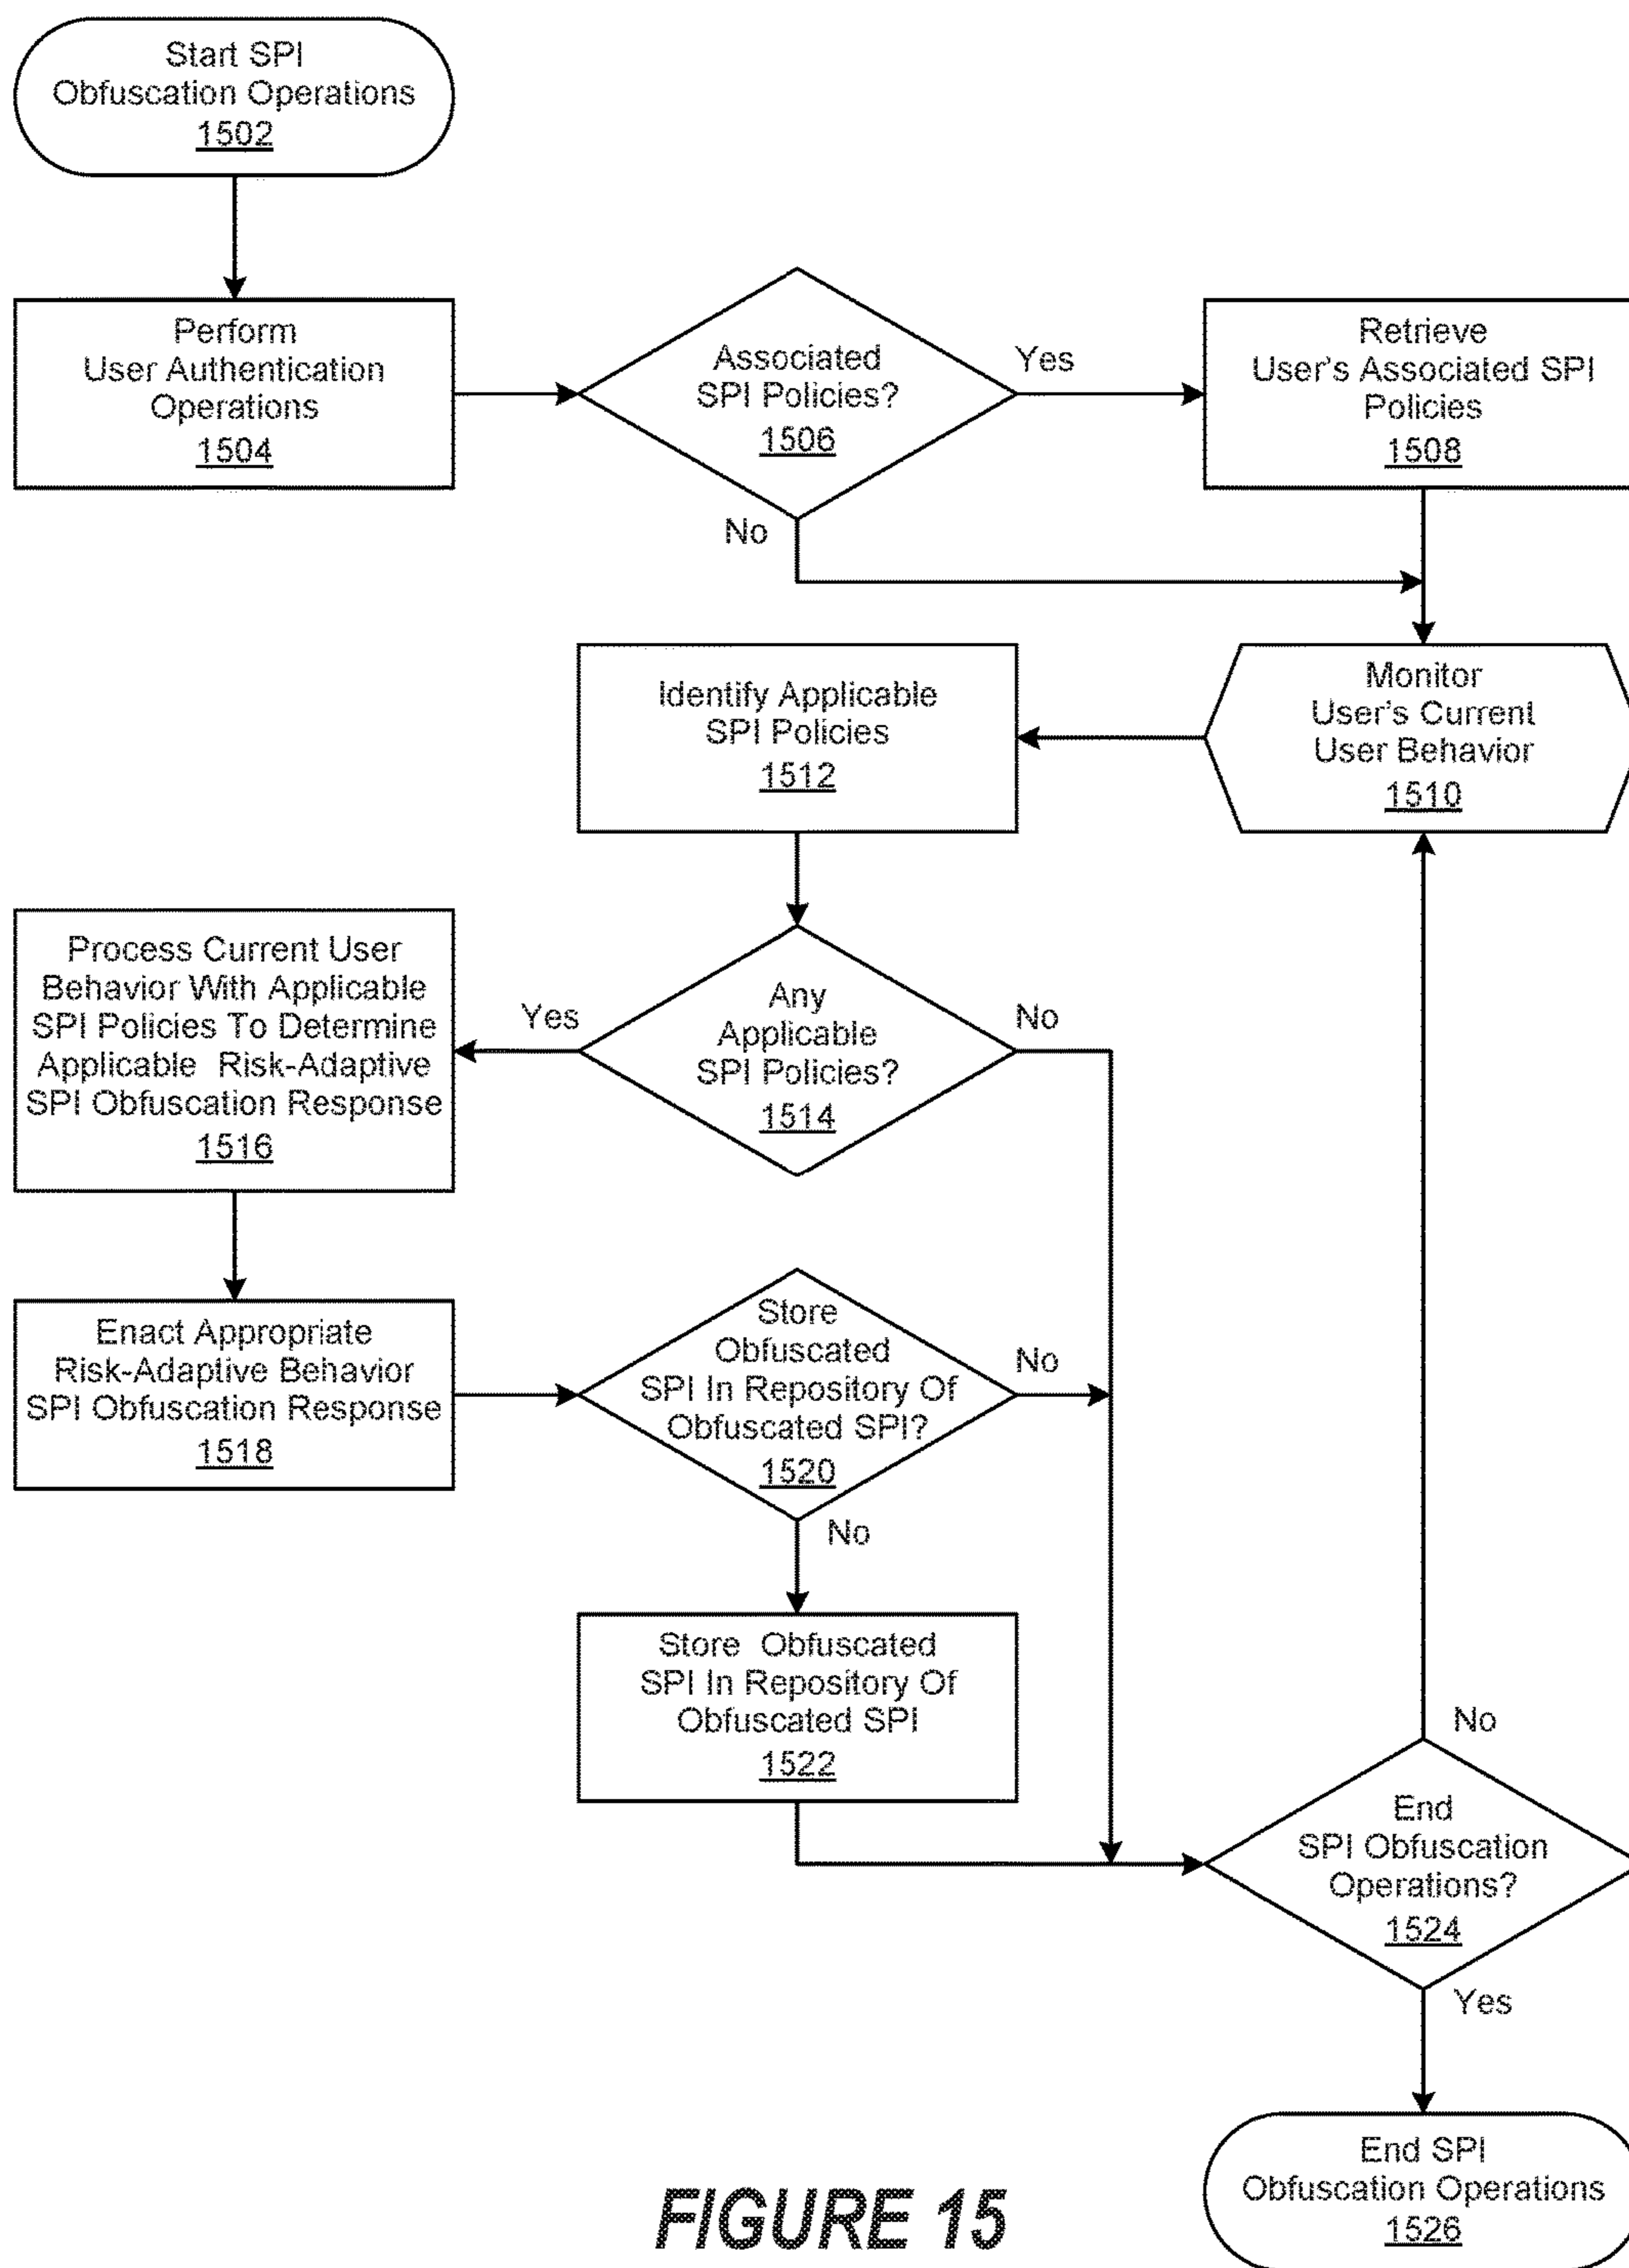 Start SPI
Obfuscation Operations
1502
Perform
User Authentication
Operations
1504
Associated
SPI Policies?
1506
Yes
No
Retrieve
User's Associated SPI
Policies
1508
Monitor
User's Current
User Behavior
1510
Identify Applicable
SPI Policies
1512
Any
Applicable
SPI Policies?
1514
Yes
No
Process Current User
Behavior With Applicable
SPI Policies To Determine
Applicable Risk-Adaptive
SPI Obfuscation Response
1516
Enact Appropriate
Risk-Adaptive Behavior
SPI Obfuscation Response
1518
Store
Obfuscated
SPI In Repository Of
Obfuscated SPI?
1520
No
No
Store Obfuscated
SPI In Repository Of
Obfuscated SPI
1522
No
End
SPI Obfuscation
Operations?
1524
Yes
End SPI
Obfuscation Operations
1526
FIGURE 15